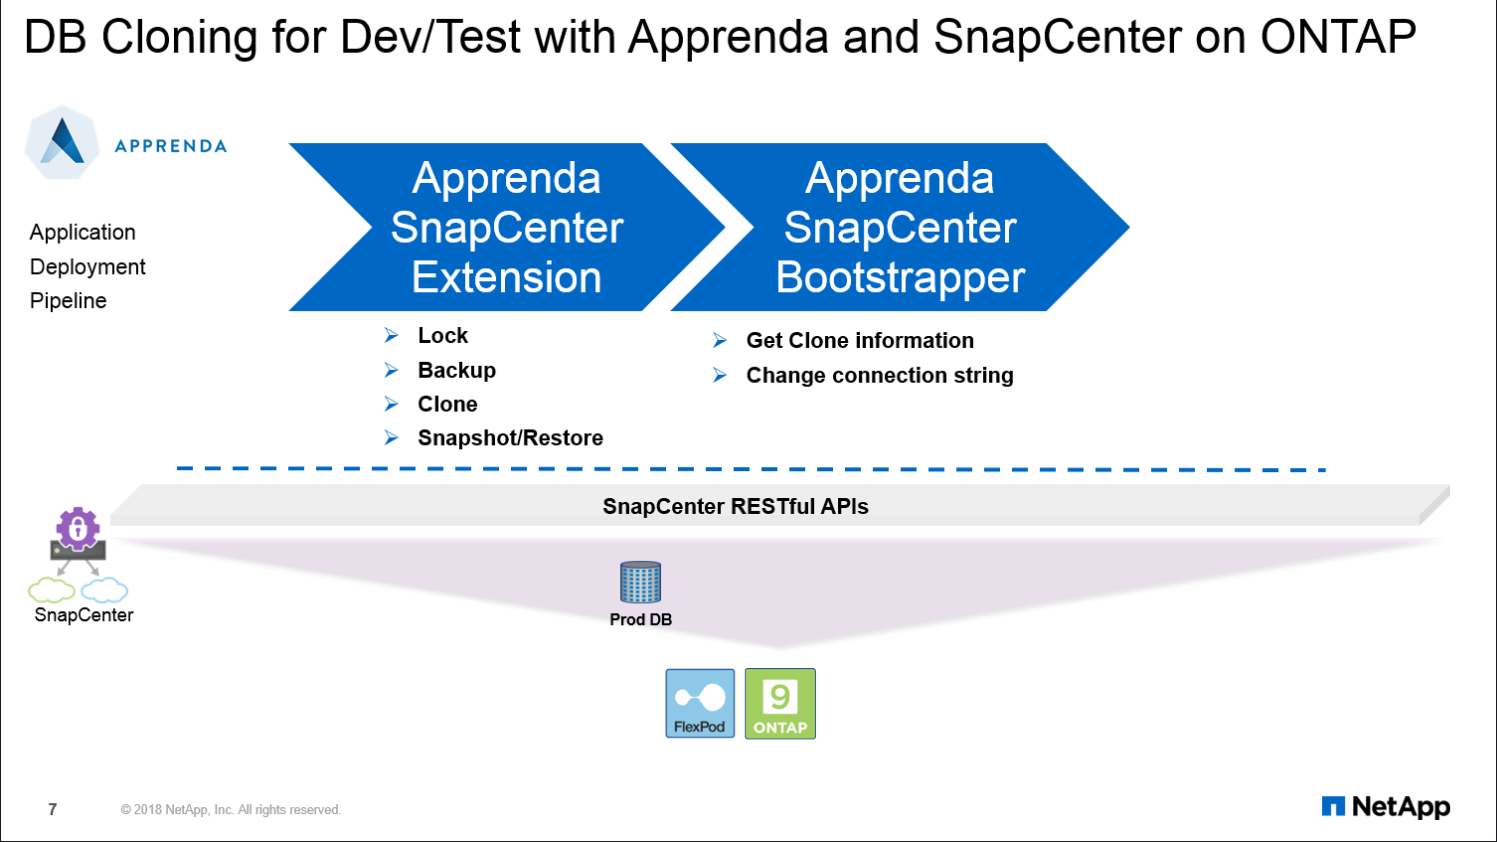 DB Cloning for Dev/Test with Apprenda and SnapCenter on ONTAP
APPRENDA
Application
Deployment
Pipeline
Apprenda
SnapCenter
Extension
Apprenda
SnapCenter
Bootstrapper
Lock
Backup
Clone
Snapshot/Restore
Get Clone information
Change connection string
SnapCenter RESTful APIs
SnapCenter
Prod DB
FlexPod
9
ONTAP
7
© 2018 NetApp, Inc. All rights reserved.
NetApp